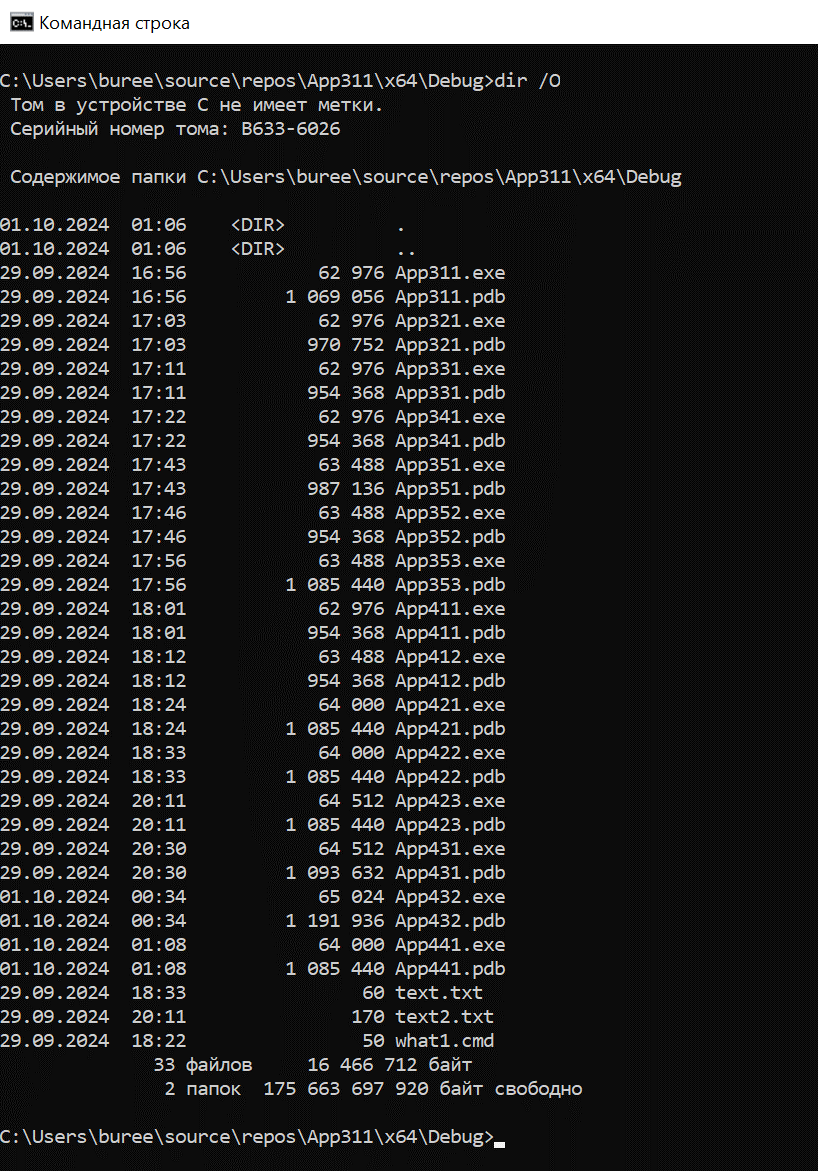 Командная строка
C:\Users\buree\source\repos\App311\x64\Debug>dir /O
Том в устройстве C не имеет метки.
Серийный номер тома: B633-6026
Содержимое папки C:\Users\buree\source\repos\App311\x64\Debug
01.10.2024 01:06 <DIR> .
01.10.2024 01:06 <DIR> ..
29.09.2024 16:56 62 976 App311.exe
29.09.2024 16:56 1 069 056 App311.pdb
29.09.2024 17:03 62 976 App321.exe
29.09.2024 17:03 970 752 App321.pdb
29.09.2024 17:11 62 976 App331.exe
29.09.2024 17:11 954 368 App331.pdb
29.09.2024 17:22 62 976 App341.exe
29.09.2024 17:22 954 368 App341.pdb
29.09.2024 17:43 63 488 App351.exe
29.09.2024 17:43 987 136 App351.pdb
29.09.2024 17:46 63 488 App352.exe
29.09.2024 17:46 954 368 App352.pdb
29.09.2024 17:56 63 488 App353.exe
29.09.2024 17:56 1 085 440 App353.pdb
29.09.2024 18:01 62 976 App411.exe
29.09.2024 18:01 954 368 App411.pdb
29.09.2024 18:12 63 488 App412.exe
29.09.2024 18:12 954 368 App412.pdb
29.09.2024 18:24 64 000 App421.exe
29.09.2024 18:24 1 085 440 App421.pdb
29.09.2024 18:33 64 000 App422.exe
29.09.2024 18:33 1 085 440 App422.pdb
29.09.2024 20:11 64 512 App423.exe
29.09.2024 20:11 1 085 440 App423.pdb
29.09.2024 20:30 64 512 App431.exe
29.09.2024 20:30 1 093 632 App431.pdb
01.10.2024 00:34 65 024 App432.exe
01.10.2024 00:34 1 191 936 App432.pdb
01.10.2024 01:08 64 000 App441.exe
01.10.2024 01:08 1 085 440 App441.pdb
29.09.2024 18:33 60 text.txt
29.09.2024 20:11 170 text2.txt
29.09.2024 18:22 50 what1.cmd
33 файлов 16 466 712 байт
2 папок 175 663 697 920 байт свободно
C:\Users\buree\source\repos\App311\x64\Debug>